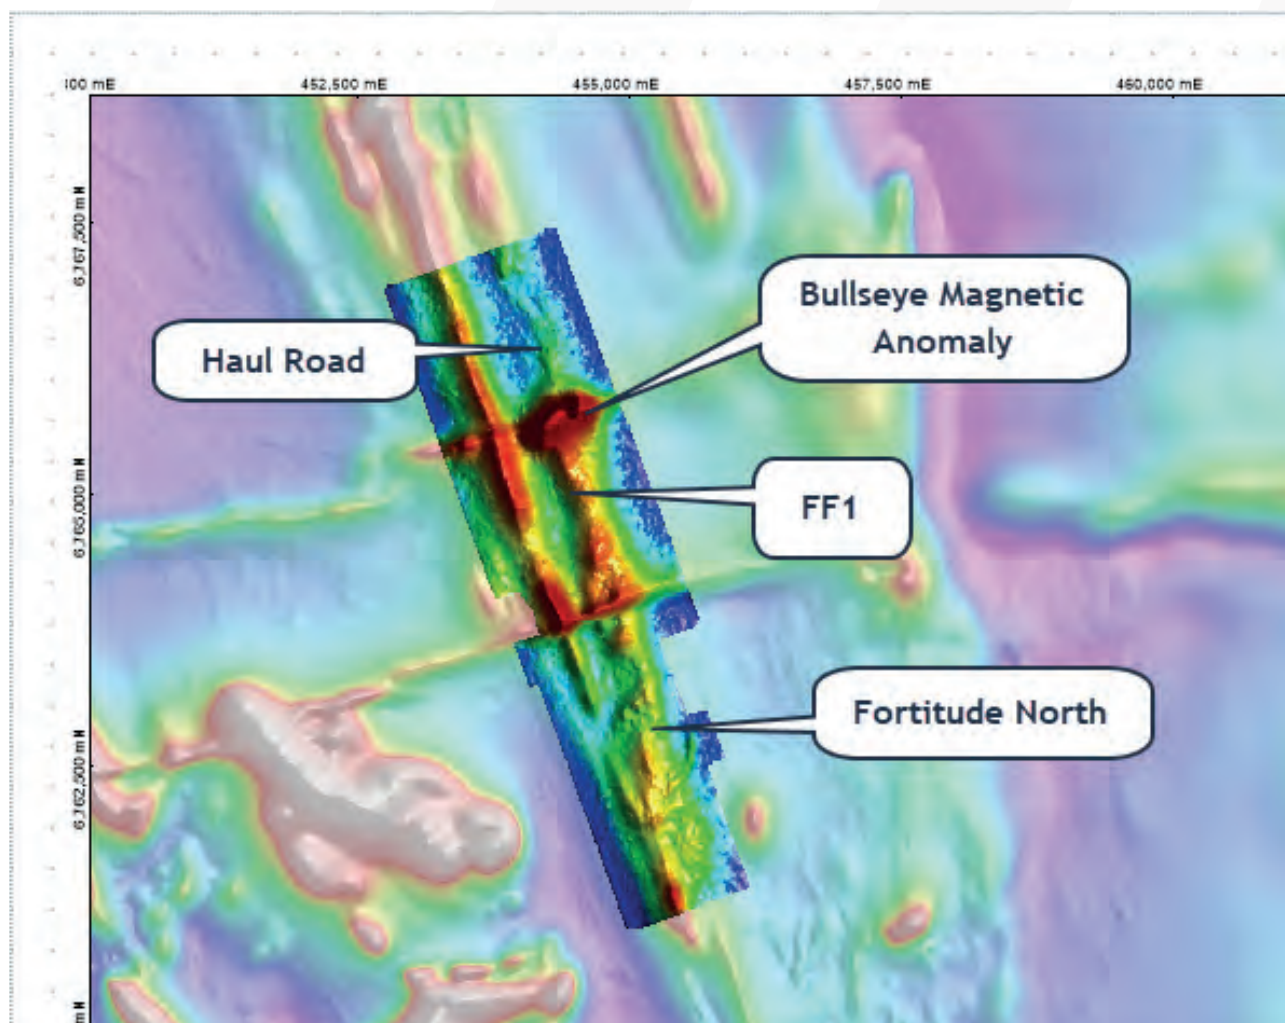 00 mE
452,500 mE
455,000 mE
457,500 mE
460,000 mE
6,767,500 mN
Bullseye Magnetic
Anomaly
Haul Road
6,765,000 mN
FF1
Fortitude North
6,762,500 mN
mN